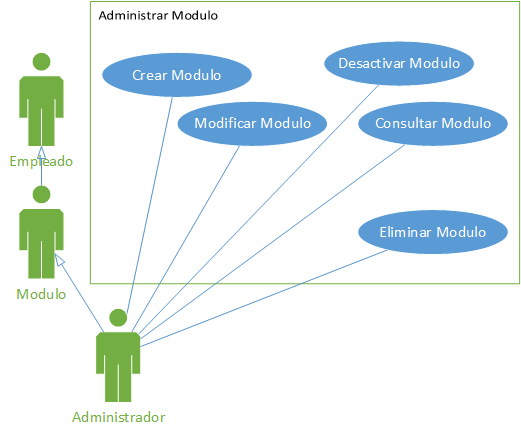 Administrar Modulo
Desactivar Modulo
Crear Modulo
Modificar Modulo
Consultar Modulo
Empleado
Eliminar Modulo
Modulo
Administrador